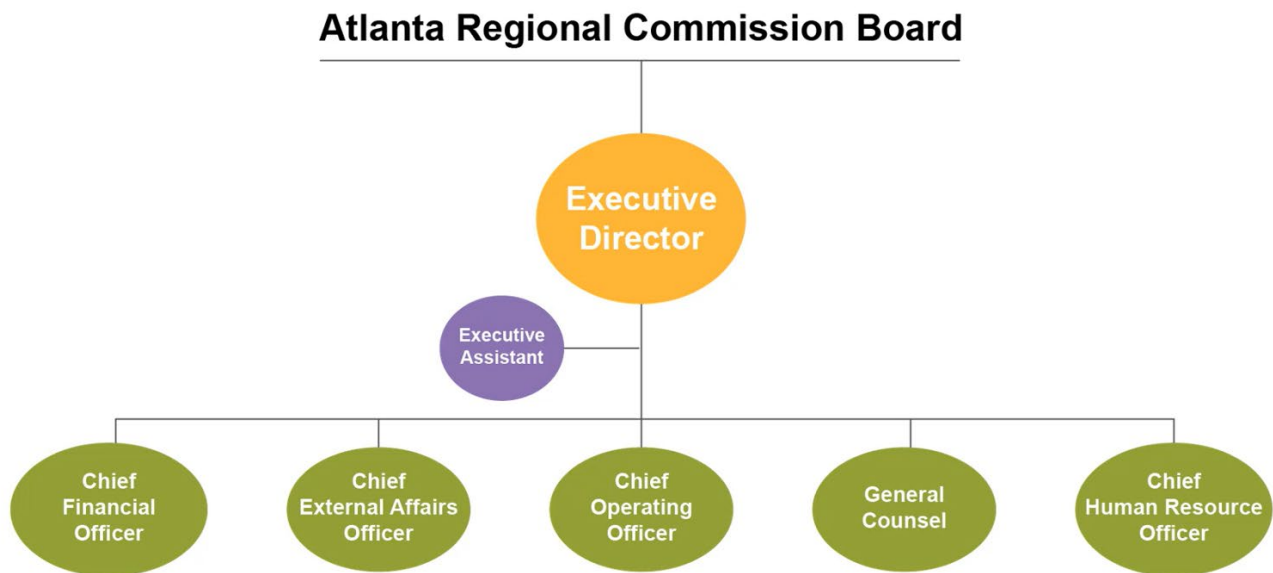 Atlanta Regional Commission Board
Executive
Director
Executive
Assistant
Chief
Financial
Officer
Chief
External Affairs
Officer
Chief
Operating
Officer
General
Counsel
Chief
Human Resource
Officer